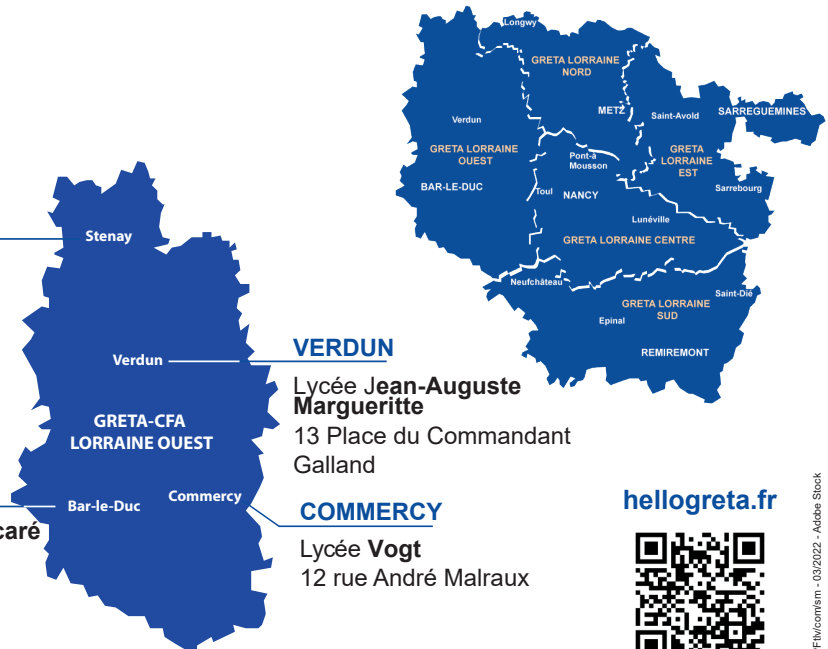 Longwy
GRETA LORRAINE
NORD
METZ
Saint-Avold
SARREGUEMINES
Verdun
GRETA LORRAINE
OUEST
Pont-à
Mousson
GRETA
LORRAINE
EST
BAR-LE-DUC
Toul
NANCY
Sarrebourg
Lunéville
GRETA LORRAINE CENTRE
Neufchâteau
Saint-Dié
GRETA LORRAINE
SUD
Epinal
REMIREMONT
Stenay
Verdun
GRETA-CFA
LORRAINE OUEST
Bar-le-Duc
Commercy
caré
VERDUN
Lycée Jean-Auguste
Margueritte
13 Place du Commandant
Galland
COMMERCY
Lycée Vogt
12 rue André Malraux
hellogreta.fr
Ftlv/com/sm - 03/2022 - Adobe Stock